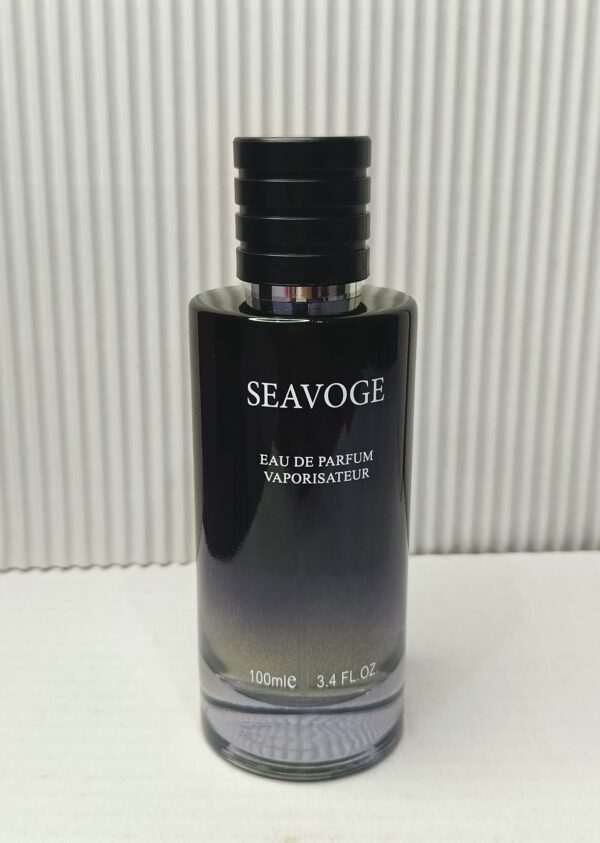 SEAVOGE
EAU DE PARFUM
VAPORISATEUR
100ml℮ 3.4 FL.OZ